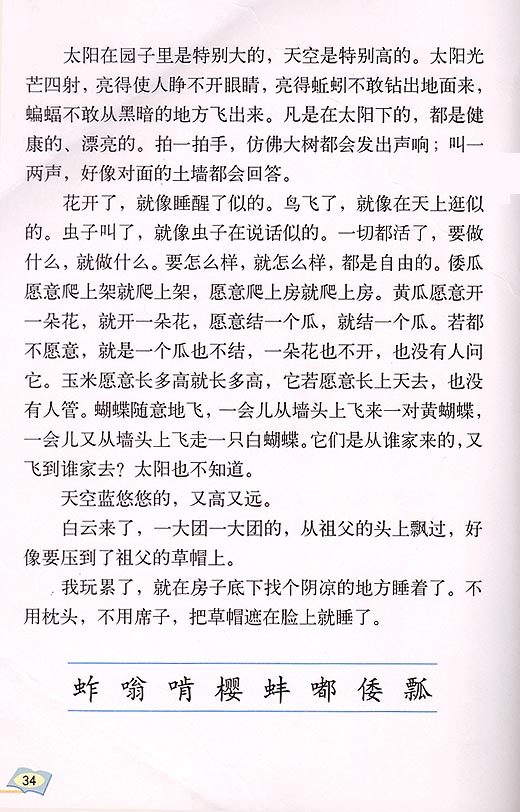 太阳在园子里是特别大的，天空是特别高的。太阳光
芒四射，亮得使人睁不开眼睛，亮得蚯蚓不敢钻出地面来，
蝙蝠不敢从黑暗的地方飞出来。凡是在太阳下的，都是健
康的、漂亮的。拍一拍手，仿佛大树都会发出声响；叫一
两声，好像对面的土墙都会回答。
花开了，就像睡醒了似的。鸟飞了，就像在天上逛似
的。虫子叫了，就像虫子在说话似的。一切都活了，要做
什么，就做什么。要怎么样，就怎么样，都是自由的。倭瓜
愿意爬上架就爬上架，愿意爬上房就爬上房。黄瓜愿意开
一朵花，就开一朵花，愿意结一个瓜，就结一个瓜。若都
不愿意，就是一个瓜也不结，一朵花也不开，也没有人问
它。玉米愿意长多高就长多高，它若愿意长上天去，也没
有人管。蝴蝶随意地飞，一会儿从墙头上飞来一对黄蝴蝶，
一会儿又从墙头上飞走一只白蝴蝶。它们是从谁家来的，又
飞到谁家去？太阳也不知道。
天空蓝悠悠的，又高又远。
白云来了，一大团一大团的，从祖父的头上飘过，好
像要压到了祖父的草帽上。
我玩累了，就在房子底下找个阴凉的地方睡着了。不
用枕头，不用席子，把草帽遮在脸上就睡了。
蚱 嗡 啃 樱 蚌 嘟 倭 瓢
34